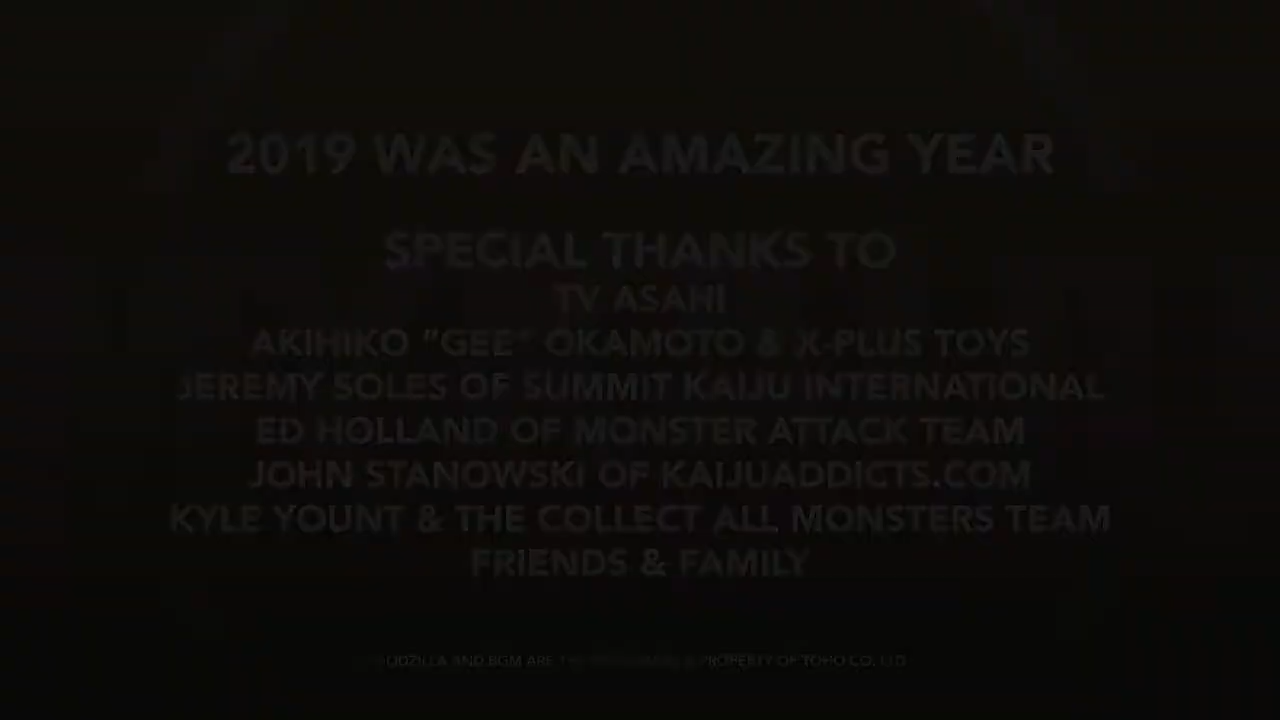 2019 WAS AN AMAZING YEAR
SPECIAL THANKS TO
TV ASAHI
AKIHIKO "GEE" OKAMOTO & X-PLUS TOYS
JEREMY SOLES OF SUMMIT KAIJU INTERNATIONAL
ED HOLLAND OF MONSTER ATTACK TEAM
JOHN STANOWSKI OF KAIJUADDICTS.COM
KYLE YOUNT & THE COLLECT ALL MONSTERS TEAM
FRIENDS & FAMILY
GODZILLA AND BGM ARE THE PROPERTY OF TOHO CO. LTD